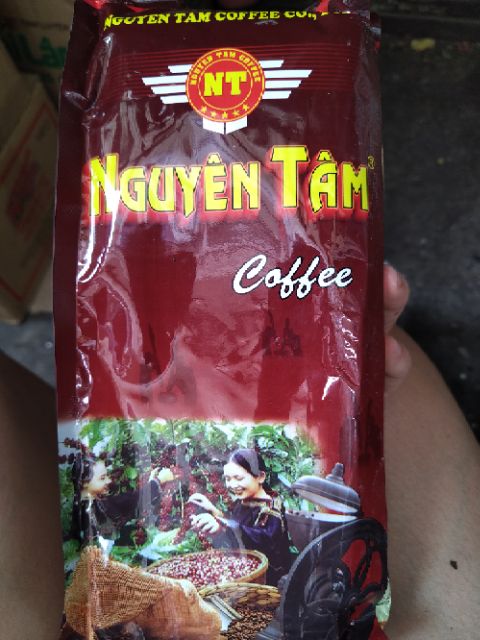 NGUYEN TAM COFFEE CO.,
NGUYEN TAM COFFEE
NT
NGUYÊN TÂM
Coffee